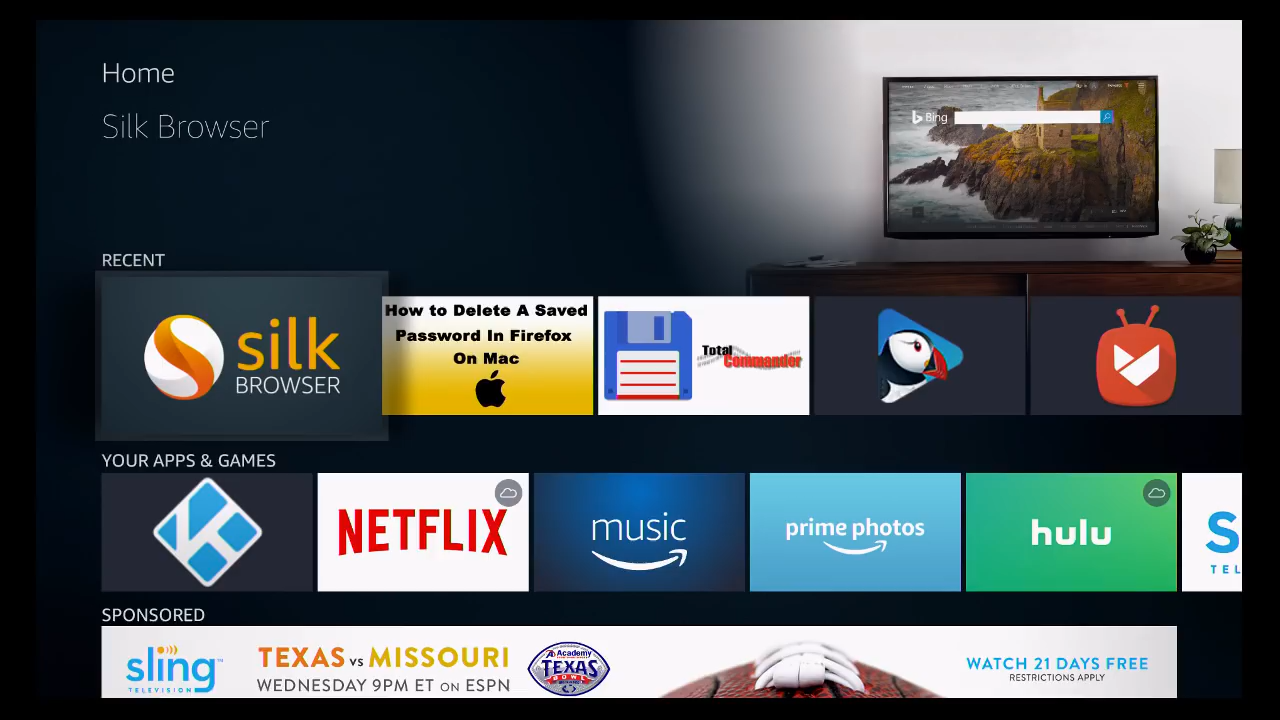 Home
Silk Browser
Bing
RECENT
silk
BROWSER
How to Delete A Saved
Password In Firefox
On Mac
Total
Commander
YOUR APPS & GAMES
NETFLIX
music
prime photos
hulu
S
TEL
SPONSORED
sling
TELEVISION
TEXAS vs MISSOURI
WEDNESDAY 9PM ET ON ESPN
Academy
TEXAS
BOWL
WATCH 21 DAYS FREE
RESTRICTIONS APPLY